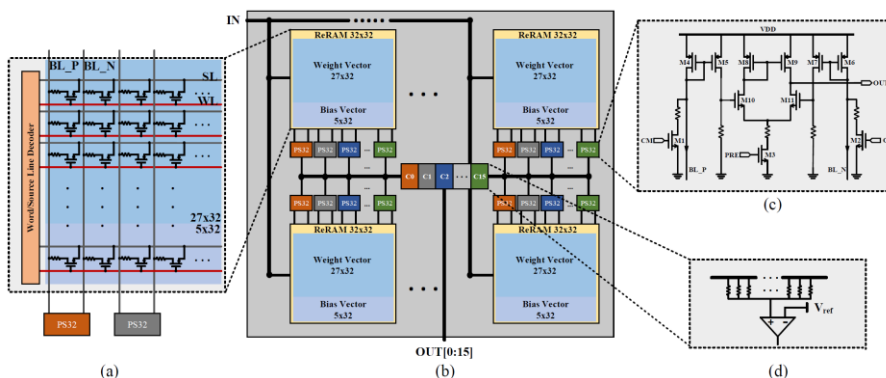 BL_P BL_N
SL
WL
Word/Source Line Decoder
27x32
5x32
PS32 PS32
(a)
IN
ReRAM 32x32 ReRAM 32x32
Weight Vector Weight Vector
27x32 27x32
Bias Vector Bias Vector
5x32 5x32
PS32 PS32 PS32 ... PS32 PS32 PS32 PS32 ... PS32
C0 C1 C2 ... C15
PS32 PS32 PS32 ... PS32 PS32 PS32 PS32 ... PS32
ReRAM 32x32 ReRAM 32x32
Weight Vector Weight Vector
27x32 27x32
Bias Vector Bias Vector
5x32 5x32
OUT[0:15]
(b)
VDD
M4 M5 M8 M9 M7 M6
M10 M11
CM M1 M2
PRE M3
BL_P BL_N
(c)
Vref
(d)